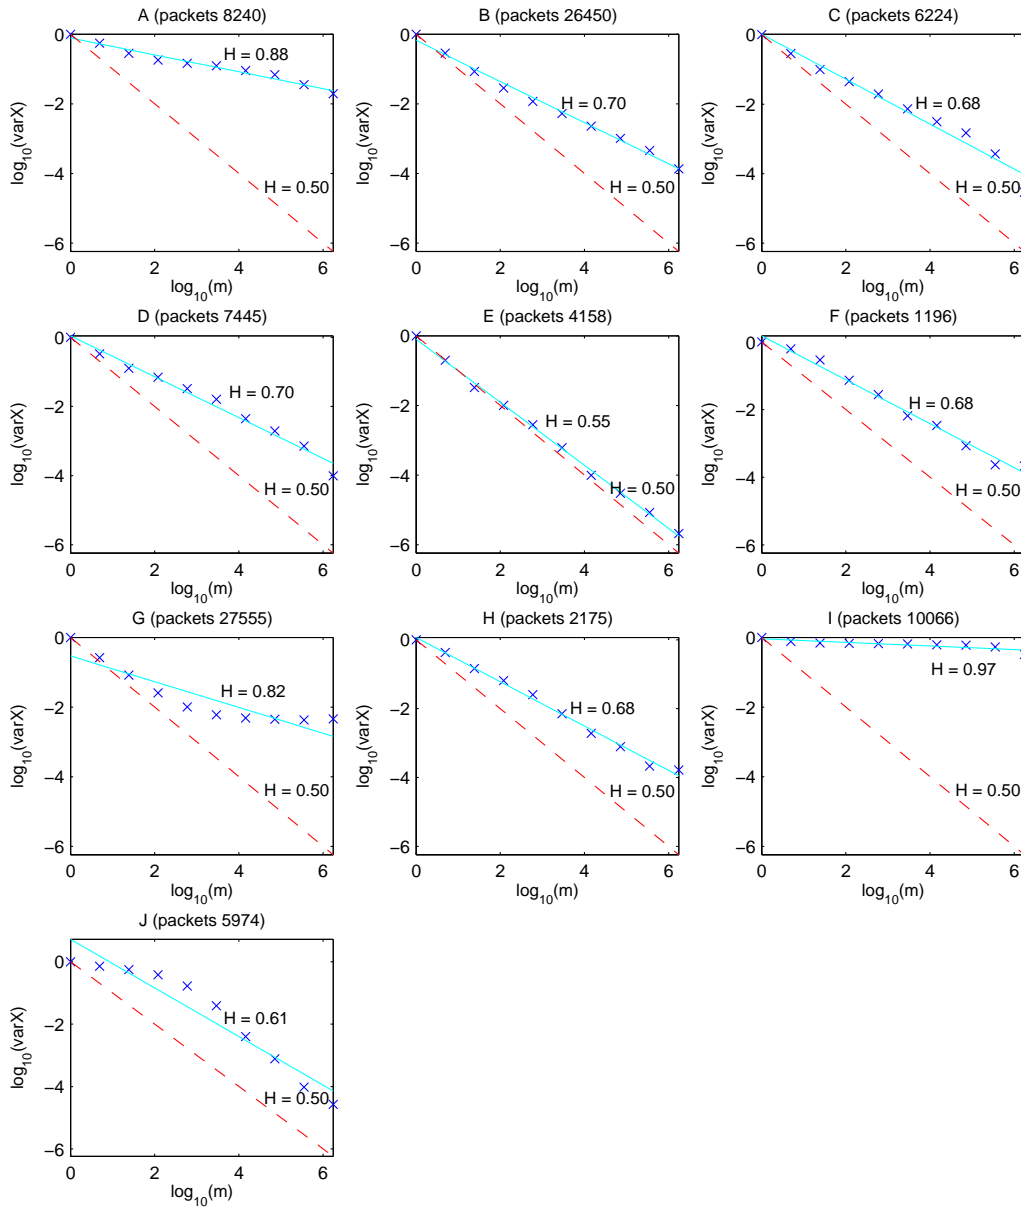 A (packets 8240)
0
−2
−4
−6
log10(varX)
H = 0.88
H = 0.50
0 2 4 6
log10(m)
B (packets 26450)
0
−2
−4
−6
log10(varX)
H = 0.70
H = 0.50
0 2 4 6
log10(m)
C (packets 6224)
0
−2
−4
−6
log10(varX)
H = 0.68
H = 0.50
0 2 4 6
log10(m)
D (packets 7445)
0
−2
−4
−6
log10(varX)
H = 0.70
H = 0.50
0 2 4 6
log10(m)
E (packets 4158)
0
−2
−4
−6
log10(varX)
H = 0.55
H = 0.50
0 2 4 6
log10(m)
F (packets 1196)
0
−2
−4
−6
log10(varX)
H = 0.68
H = 0.50
0 2 4 6
log10(m)
G (packets 27555)
0
−2
−4
−6
log10(varX)
H = 0.82
H = 0.50
0 2 4 6
log10(m)
H (packets 2175)
0
−2
−4
−6
log10(varX)
H = 0.68
H = 0.50
0 2 4 6
log10(m)
I (packets 10066)
0
−2
−4
−6
log10(varX)
H = 0.97
H = 0.50
0 2 4 6
log10(m)
J (packets 5974)
0
−2
−4
−6
log10(varX)
H = 0.61
H = 0.50
0 2 4 6
log10(m)